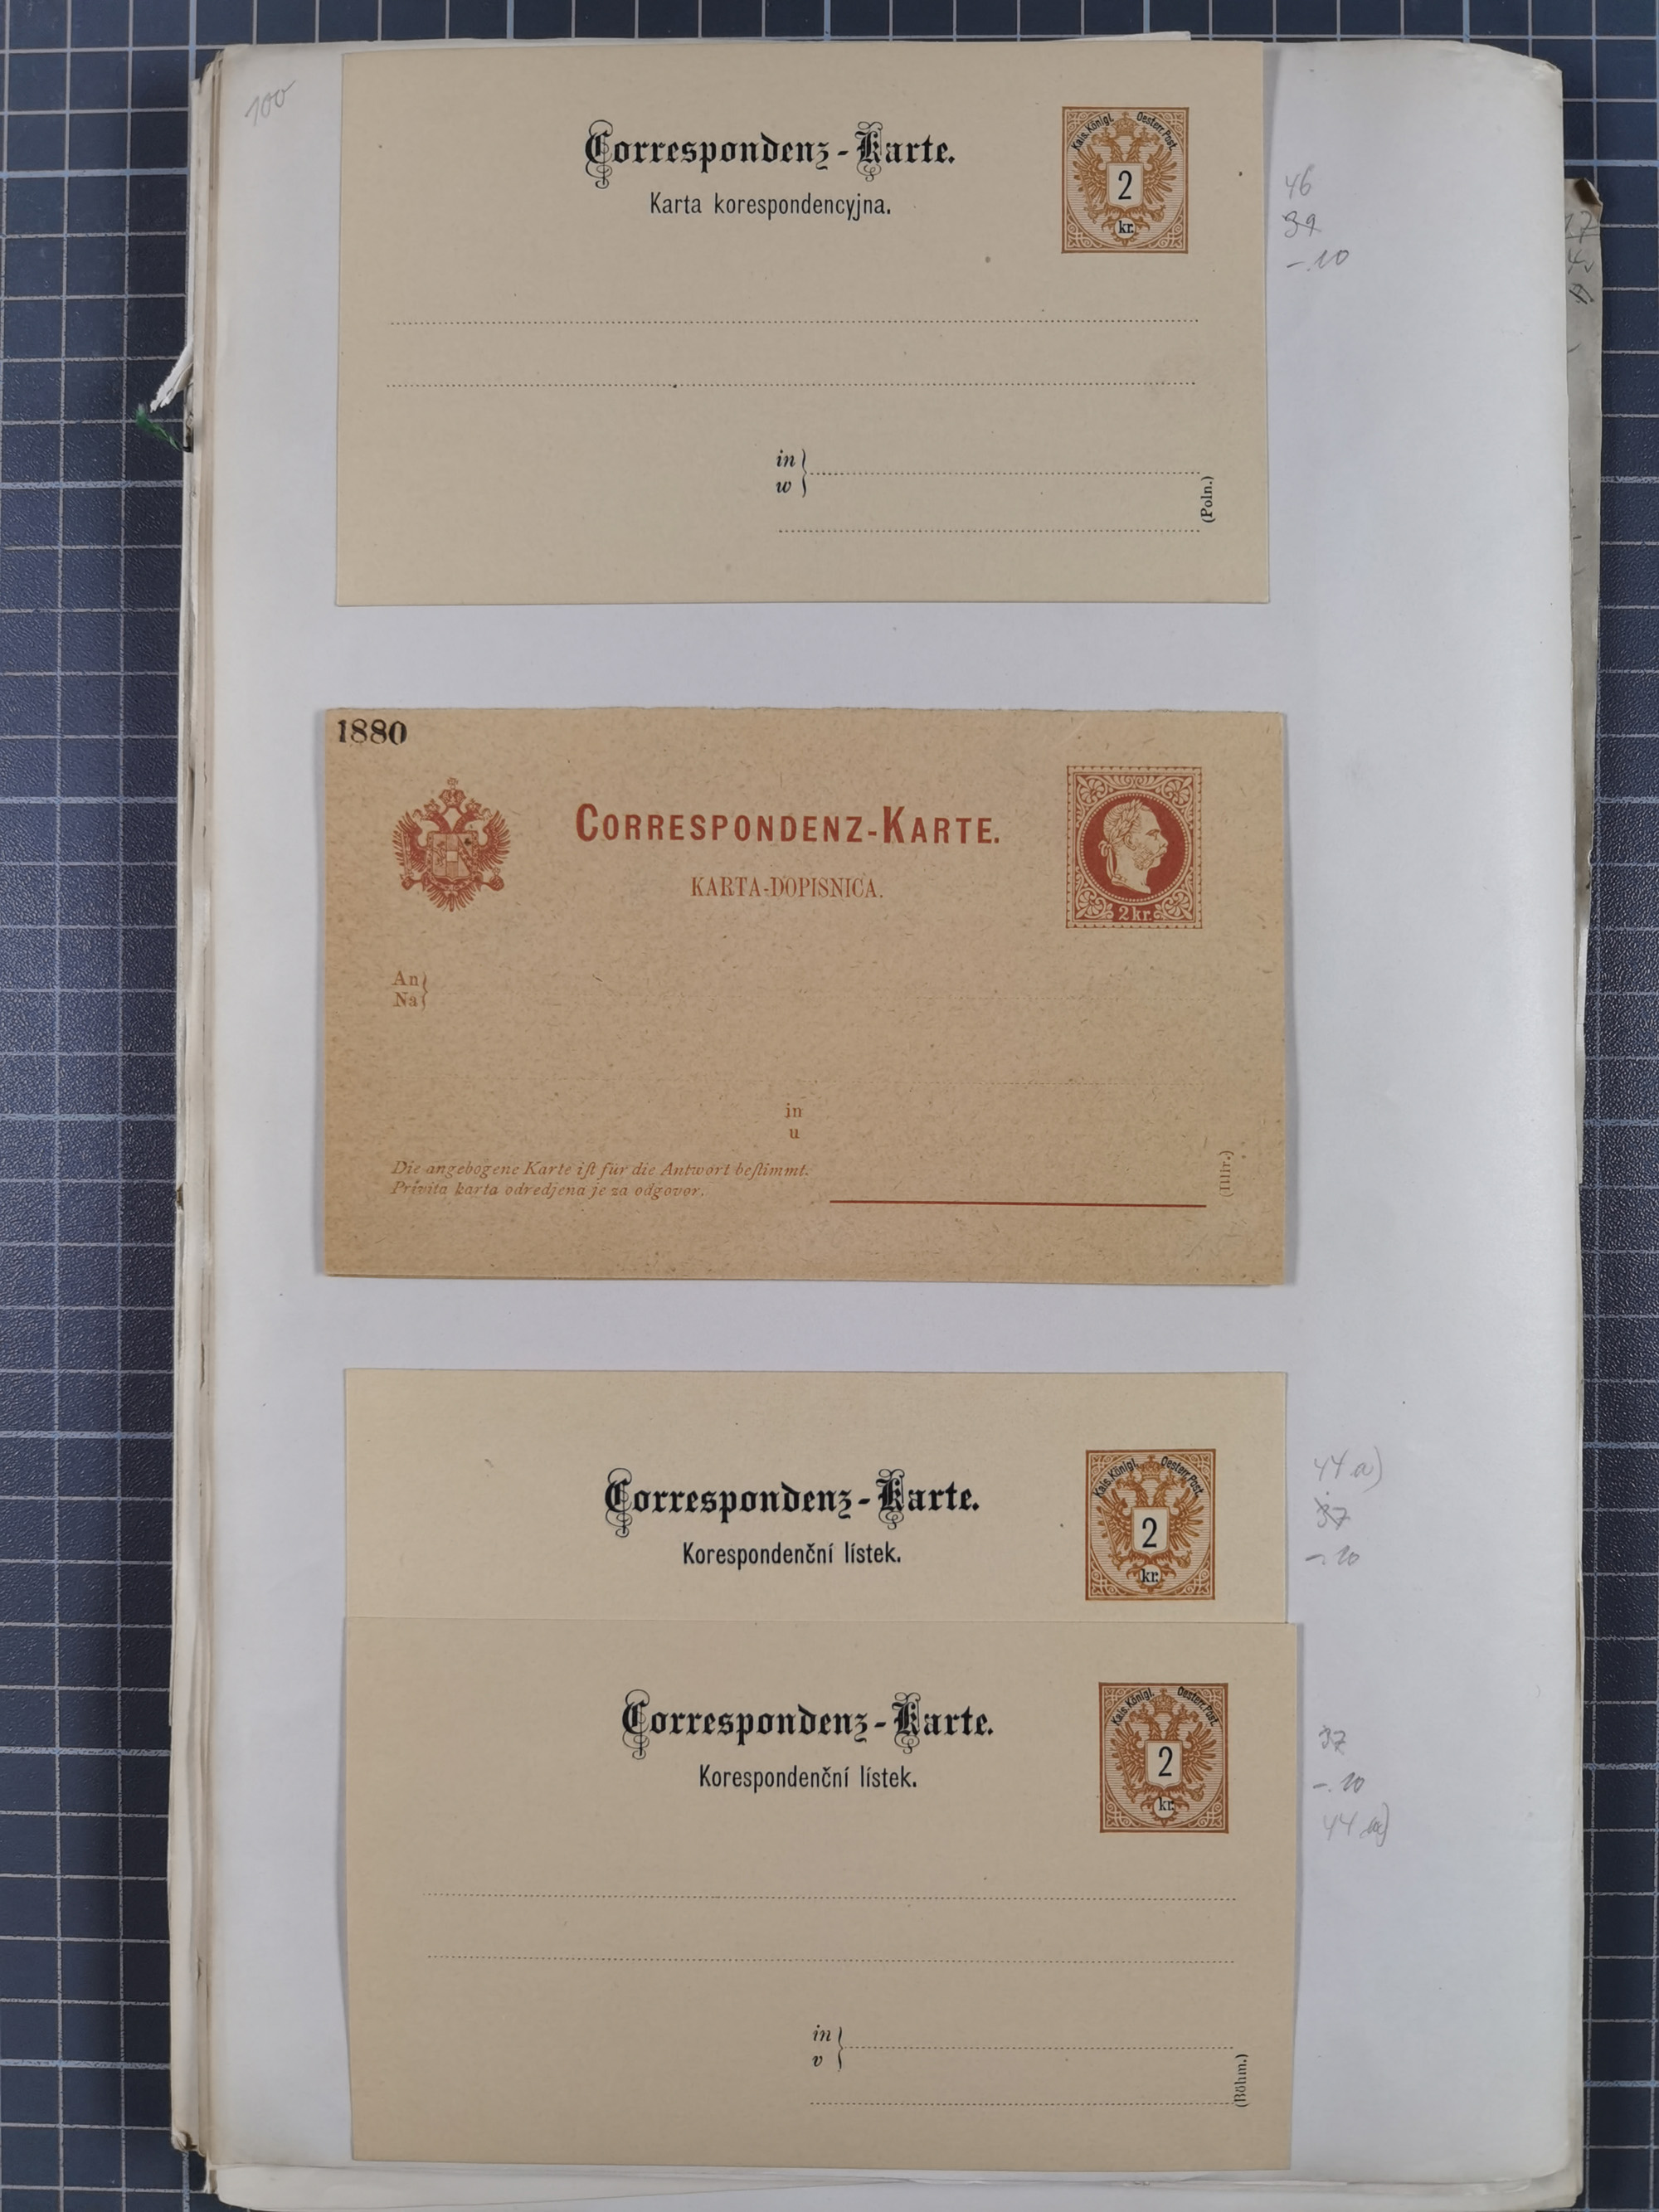 100
Correspondenz-Karte.
Karta korespondencyjna.
Kais. Königl. Oesterr. Post.
2
kr.
46
39
-.10
in
w
(Poln.)
1880
CORRESPONDENZ-KARTE.
KARTA-DOPISNICA.
2 kr.
An
Na
in
u
Die angebogene Karte iſt für die Antwort beſtimmt.
Privita karta odredjena je za odgovor.
(Illir.)
Correspondenz-Karte.
Korespondenční lístek.
Kais. Königl. Oesterr. Post.
2
kr.
44 a)
37
-.10
Correspondenz-Karte.
Korespondenční lístek.
Kais. Königl. Oesterr. Post.
2
kr.
37
-.10
44
in
v
(Böhm.)